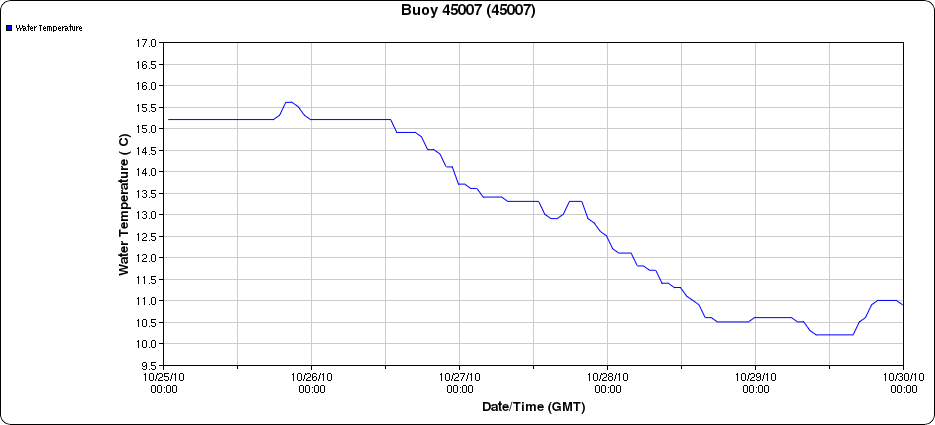 Buoy 45007 (45007)
Water Temperature
17.0
16.5
16.0
15.5
15.0
14.5
14.0
13.5
13.0
12.5
12.0
11.5
11.0
10.5
10.0
9.5
Water Temperature ( C)
10/25/10 10/26/10 10/27/10 10/28/10 10/29/10 10/30/10
00:00 00:00 00:00 00:00 00:00 00:00
Date/Time (GMT)